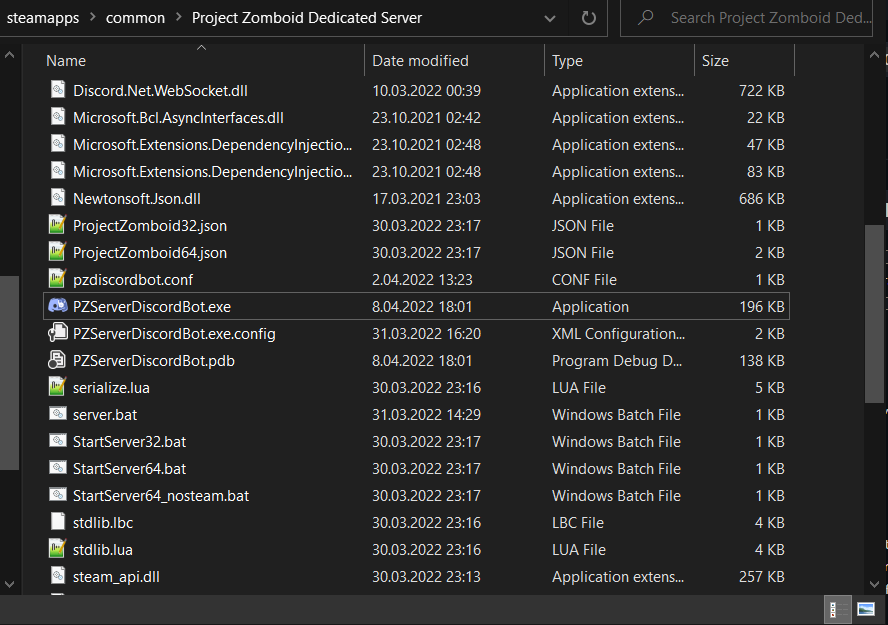 steamapps > common > Project Zomboid Dedicated Server
Search Project Zomboid Ded...
Name Date modified Type Size
Discord.Net.WebSocket.dll 10.03.2022 00:39 Application extens... 722 KB
Microsoft.Bcl.AsyncInterfaces.dll 23.10.2021 02:42 Application extens... 22 KB
Microsoft.Extensions.DependencyInjectio... 23.10.2021 02:48 Application extens... 47 KB
Microsoft.Extensions.DependencyInjectio... 23.10.2021 02:48 Application extens... 83 KB
Newtonsoft.Json.dll 17.03.2021 23:03 Application extens... 686 KB
ProjectZomboid32.json 30.03.2022 23:17 JSON File 1 KB
ProjectZomboid64.json 30.03.2022 23:17 JSON File 2 KB
pzdiscordbot.conf 2.04.2022 13:23 CONF File 1 KB
PZServerDiscordBot.exe 8.04.2022 18:01 Application 196 KB
PZServerDiscordBot.exe.config 31.03.2022 16:20 XML Configuration... 2 KB
PZServerDiscordBot.pdb 8.04.2022 18:01 Program Debug D... 138 KB
serialize.lua 30.03.2022 23:16 LUA File 5 KB
server.bat 31.03.2022 14:29 Windows Batch File 1 KB
StartServer32.bat 30.03.2022 23:17 Windows Batch File 1 KB
StartServer64.bat 30.03.2022 23:17 Windows Batch File 1 KB
StartServer64_nosteam.bat 30.03.2022 23:17 Windows Batch File 1 KB
stdlib.lbc 30.03.2022 23:16 LBC File 4 KB
stdlib.lua 30.03.2022 23:16 LUA File 4 KB
steam_api.dll 30.03.2022 23:13 Application extens... 257 KB